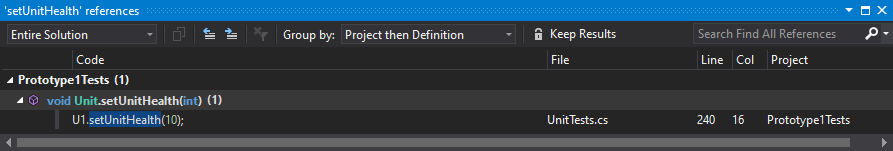 'setUnitHealth' references
Entire Solution Group by: Project then Definition Keep Results Search Find All References
Code File Line Col Project
Prototype1Tests (1)
void Unit.setUnitHealth(int) (1)
U1.setUnitHealth(10); UnitTests.cs 240 16 Prototype1Tests